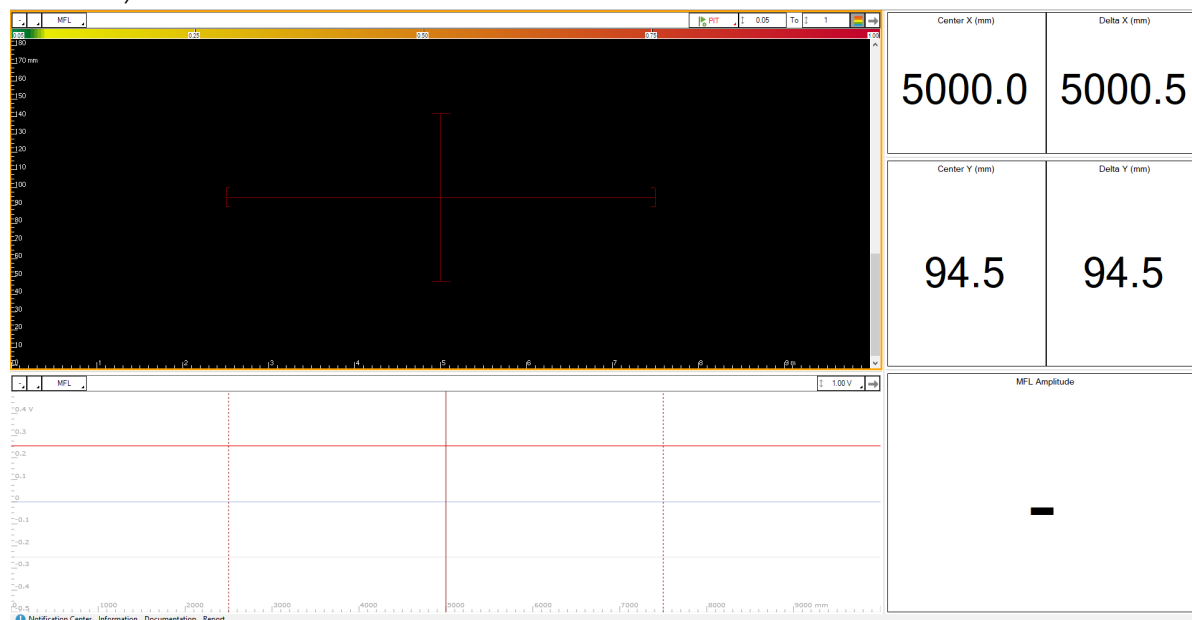 MFL PIT 0.05 To 1
0.05 0.25 0.50 0.75 1.00
180
170 mm
160
150
140
130
120
110
100
90
80
70
60
50
40
30
20
10
0 1 2 3 4 5 6 7 8 9 m
Center X (mm) Delta X (mm)
5000.0 5000.5
Center Y (mm) Delta Y (mm)
94.5 94.5
MFL 1.00 V
0.4 V
0.3
0.2
0.1
0
-0.1
-0.2
-0.3
-0.4
-0.5
0 1000 2000 3000 4000 5000 6000 7000 8000 9000 mm
MFL Amplitude
-
Notification Center Information Documentation Report